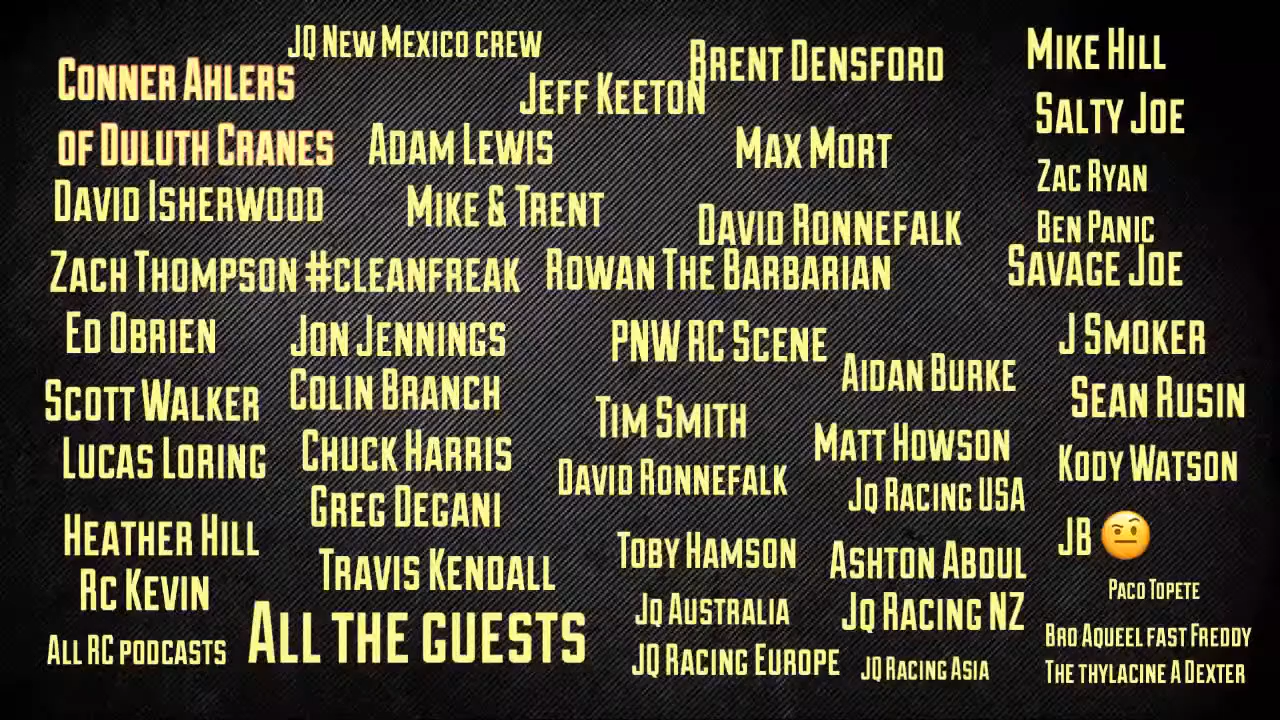 JQ New Mexico crew
Conner Ahlers
of Duluth Cranes
David Isherwood
Zach Thompson #cleanfreak
Ed Obrien
Scott Walker
Lucas Loring
Heather Hill
Rc Kevin
All RC podcasts
Jeff Keeton
Adam Lewis
Mike & Trent
Jon Jennings
Colin Branch
Chuck Harris
Greg Degani
Travis Kendall
All the guests
Brent Densford
Max Mort
David Ronnefalk
Rowan The Barbarian
PNW RC Scene
Tim Smith
David Ronnefalk
Toby Hamson
Jq Australia
JQ Racing Europe
Aidan Burke
Matt Howson
Jq Racing USA
Ashton Aboul
Jq Racing NZ
JQ Racing Asia
Mike Hill
Salty Joe
Zac Ryan
Ben Panic
Savage Joe
J Smoker
Sean Rusin
Kody Watson
JB 🤨
Paco Topete
Bro Aqueel fast Freddy
The thylacine A Dexter